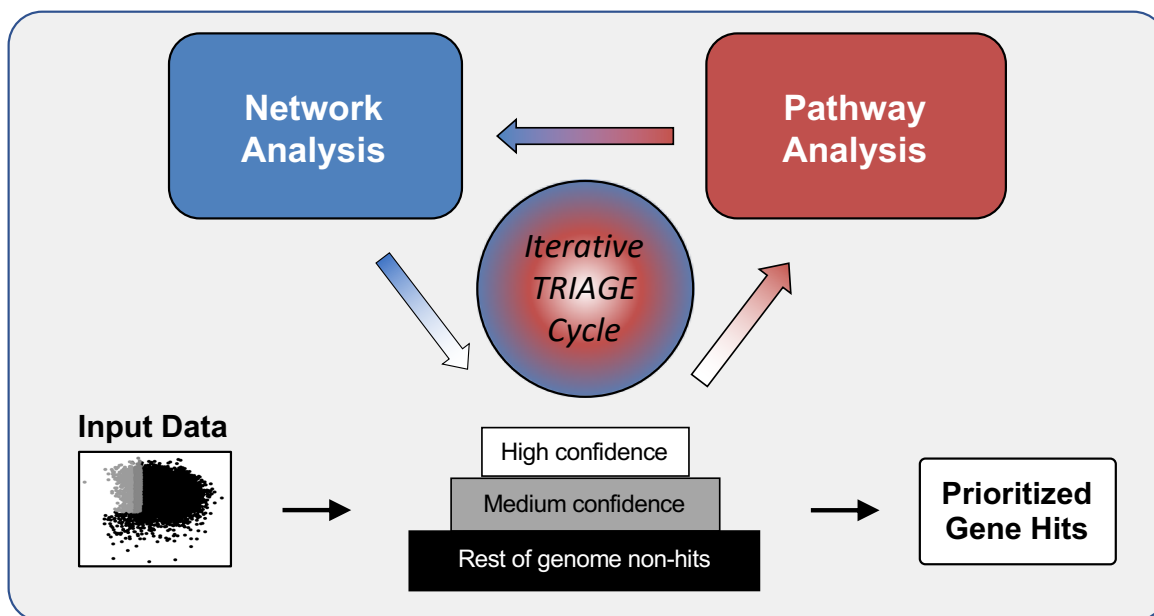 Network
Analysis
Pathway
Analysis
Iterative
TRIAGE
Cycle
Input Data
High confidence
Medium confidence
Rest of genome non-hits
Prioritized
Gene Hits